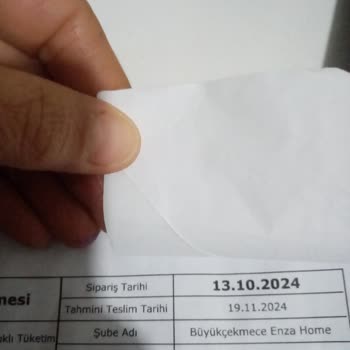 Sipariş Tarihi 13.10.2024
mesi
Tahmini Teslim Tarihi 19.11.2024
klı Tüketim Şube Adı Büyükçekmece Enza Home